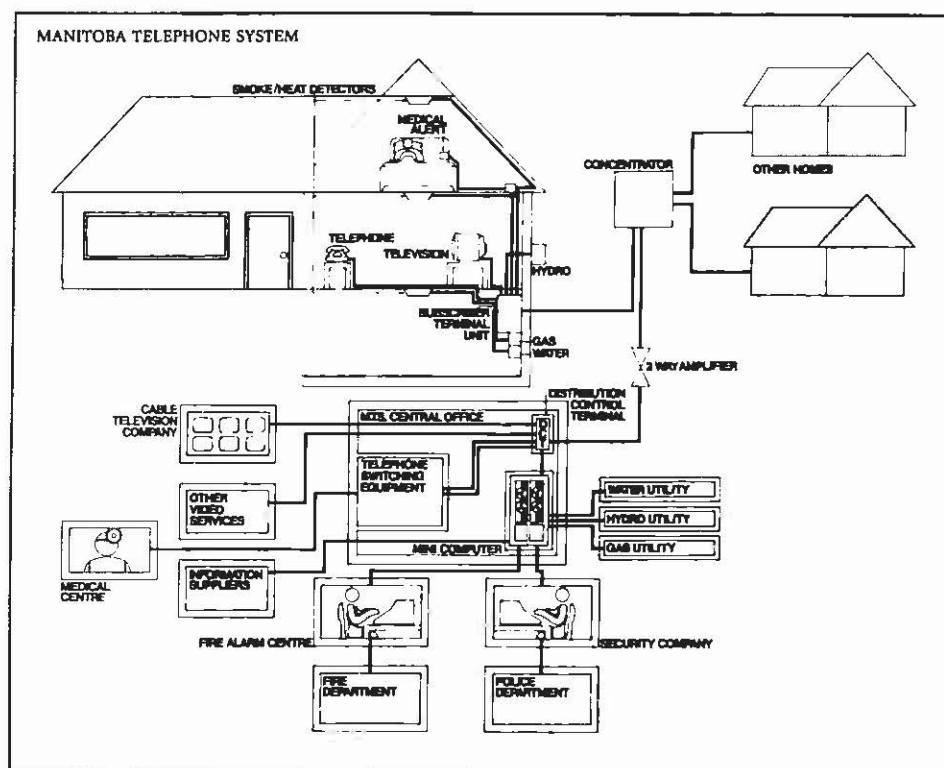 MANITOBA TELEPHONE SYSTEM
SMOKE/HEAT DETECTORS
MEDICAL
ALERT
TELEPHONE
TELEVISION
HYDRO
SUBSCRIBER
TERMINAL
UNIT
GAS
WATER
CONCENTRATOR
OTHER HOMES
2 WAY AMPLIFIER
DISTRIBUTION
CONTROL
TERMINAL
CABLE
TELEVISION
COMPANY
M.T.S. CENTRAL OFFICE
DCT
TELEPHONE
SWITCHING
EQUIPMENT
OTHER
VIDEO
SERVICES
MINI COMPUTER
WATER UTILITY
HYDRO UTILITY
GAS UTILITY
MEDICAL
CENTRE
INFORMATION
SUPPLIERS
FIRE ALARM CENTRE
SECURITY COMPANY
FIRE
DEPARTMENT
POLICE
DEPARTMENT